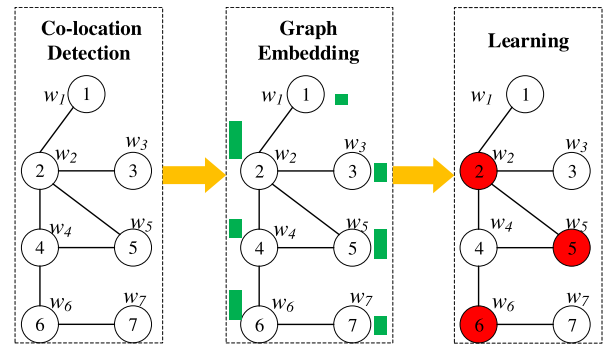 Co-location
Detection
w1 1
w3
2 w2 3
w5
w4
4 5
w6 w7
6 7
Graph
Embedding
w1 1
w3
2 w2 3
w5
w4
4 5
w6 w7
6 7
Learning
w1 1
w3
2 w2 3
w5
w4
4 5
w6 w7
6 7